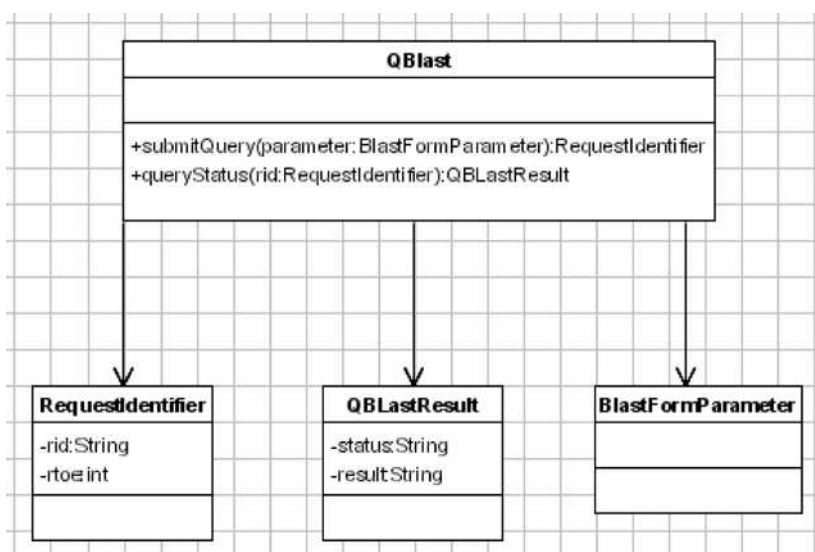 QBlast
+submitQuery(parameter:BlastFormParameter):RequestIdentifier
+queryStatus(rid:RequestIdentifier):QBLastResult
RequestIdentifier
-rid:String
-rtoe:int
QBLastResult
-status:String
-result:String
BlastFormParameter